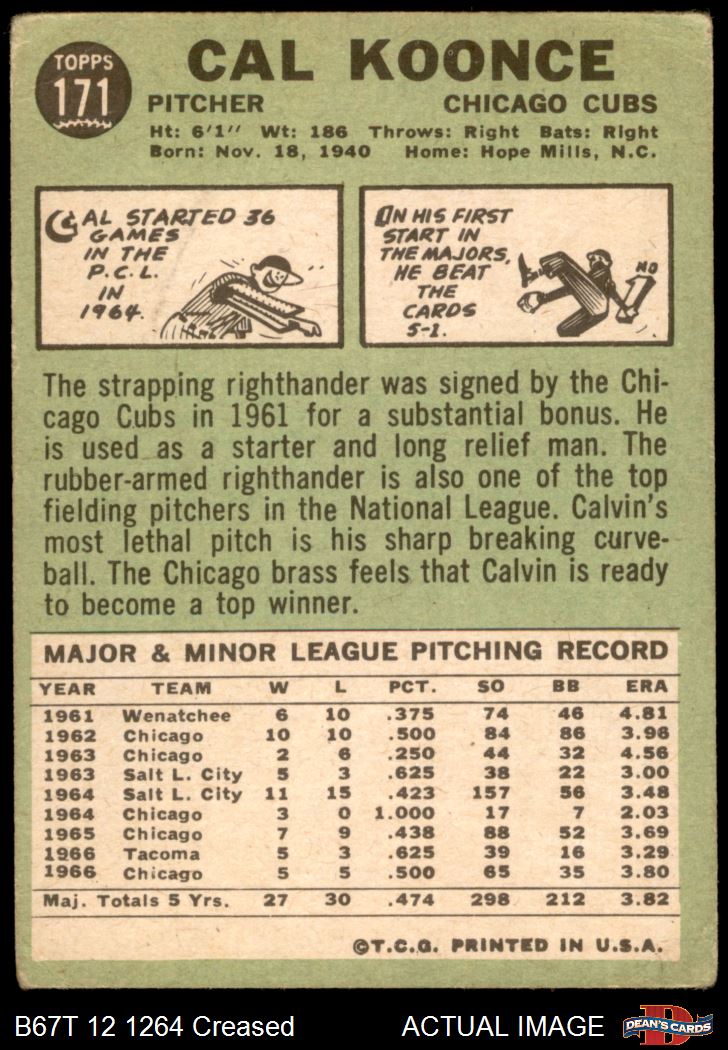 TOPPS
171
CAL KOONCE
PITCHER CHICAGO CUBS
Ht: 6'1'' Wt: 186 Throws: Right Bats: Right
Born: Nov. 18, 1940 Home: Hope Mills, N.C.
CAL STARTED 36
GAMES
IN THE
P.C.L.
IN
1964.
IN HIS FIRST
START IN
THE MAJORS,
HE BEAT
THE
CARDS
5-1.
NO
The strapping righthander was signed by the Chi-
cago Cubs in 1961 for a substantial bonus. He
is used as a starter and long relief man. The
rubber-armed righthander is also one of the top
fielding pitchers in the National League. Calvin's
most lethal pitch is his sharp breaking curve-
ball. The Chicago brass feels that Calvin is ready
to become a top winner.
MAJOR & MINOR LEAGUE PITCHING RECORD
YEAR TEAM W L PCT. SO BB ERA
1961 Wenatchee 6 10 .375 74 46 4.81
1962 Chicago 10 10 .500 84 86 3.96
1963 Chicago 2 6 .250 44 32 4.56
1963 Salt L. City 5 3 .625 38 22 3.00
1964 Salt L. City 11 15 .423 157 56 3.48
1964 Chicago 3 0 1.000 17 7 2.03
1965 Chicago 7 9 .438 88 52 3.69
1966 Tacoma 5 3 .625 39 16 3.29
1966 Chicago 5 5 .500 65 35 3.80
Maj. Totals 5 Yrs. 27 30 .474 298 212 3.82
©T.C.G. PRINTED IN U.S.A.
B67T 12 1264 Creased ACTUAL IMAGE
DEAN'S CARDS